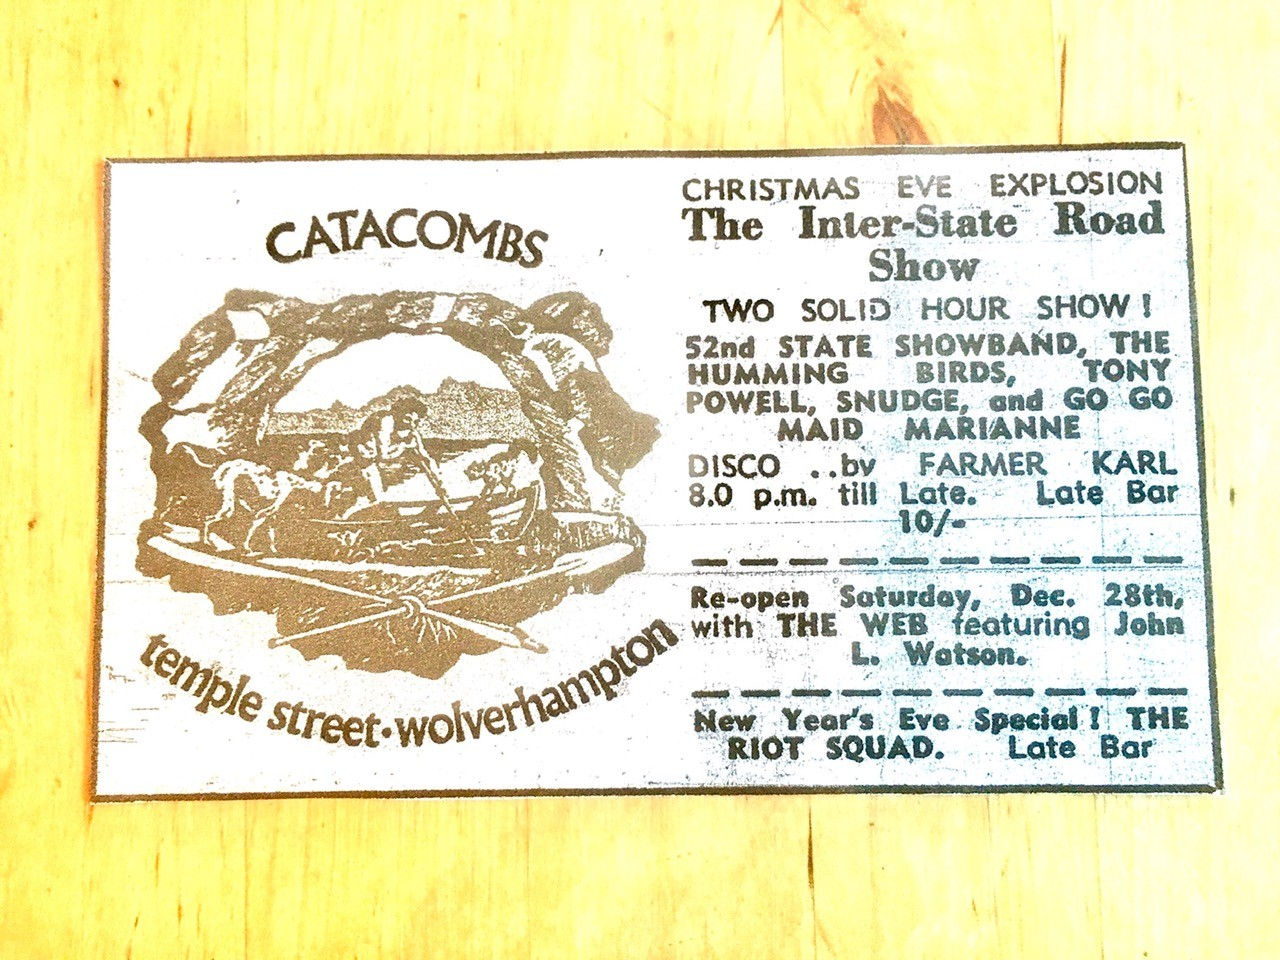 CATACOMBS
temple street·wolverhampton
CHRISTMAS EVE EXPLOSION
The Inter-State Road
Show
TWO SOLID HOUR SHOW!
52nd STATE SHOWBAND, THE
HUMMING BIRDS, TONY
POWELL, SNUDGE, and GO GO
MAID MARIANNE
DISCO ..by FARMER KARL
8.0 p.m. till Late. Late Bar
10/-
Re-open Saturday, Dec. 28th,
with THE WEB featuring John
L. Watson.
New Year's Eve Special! THE
RIOT SQUAD. Late Bar